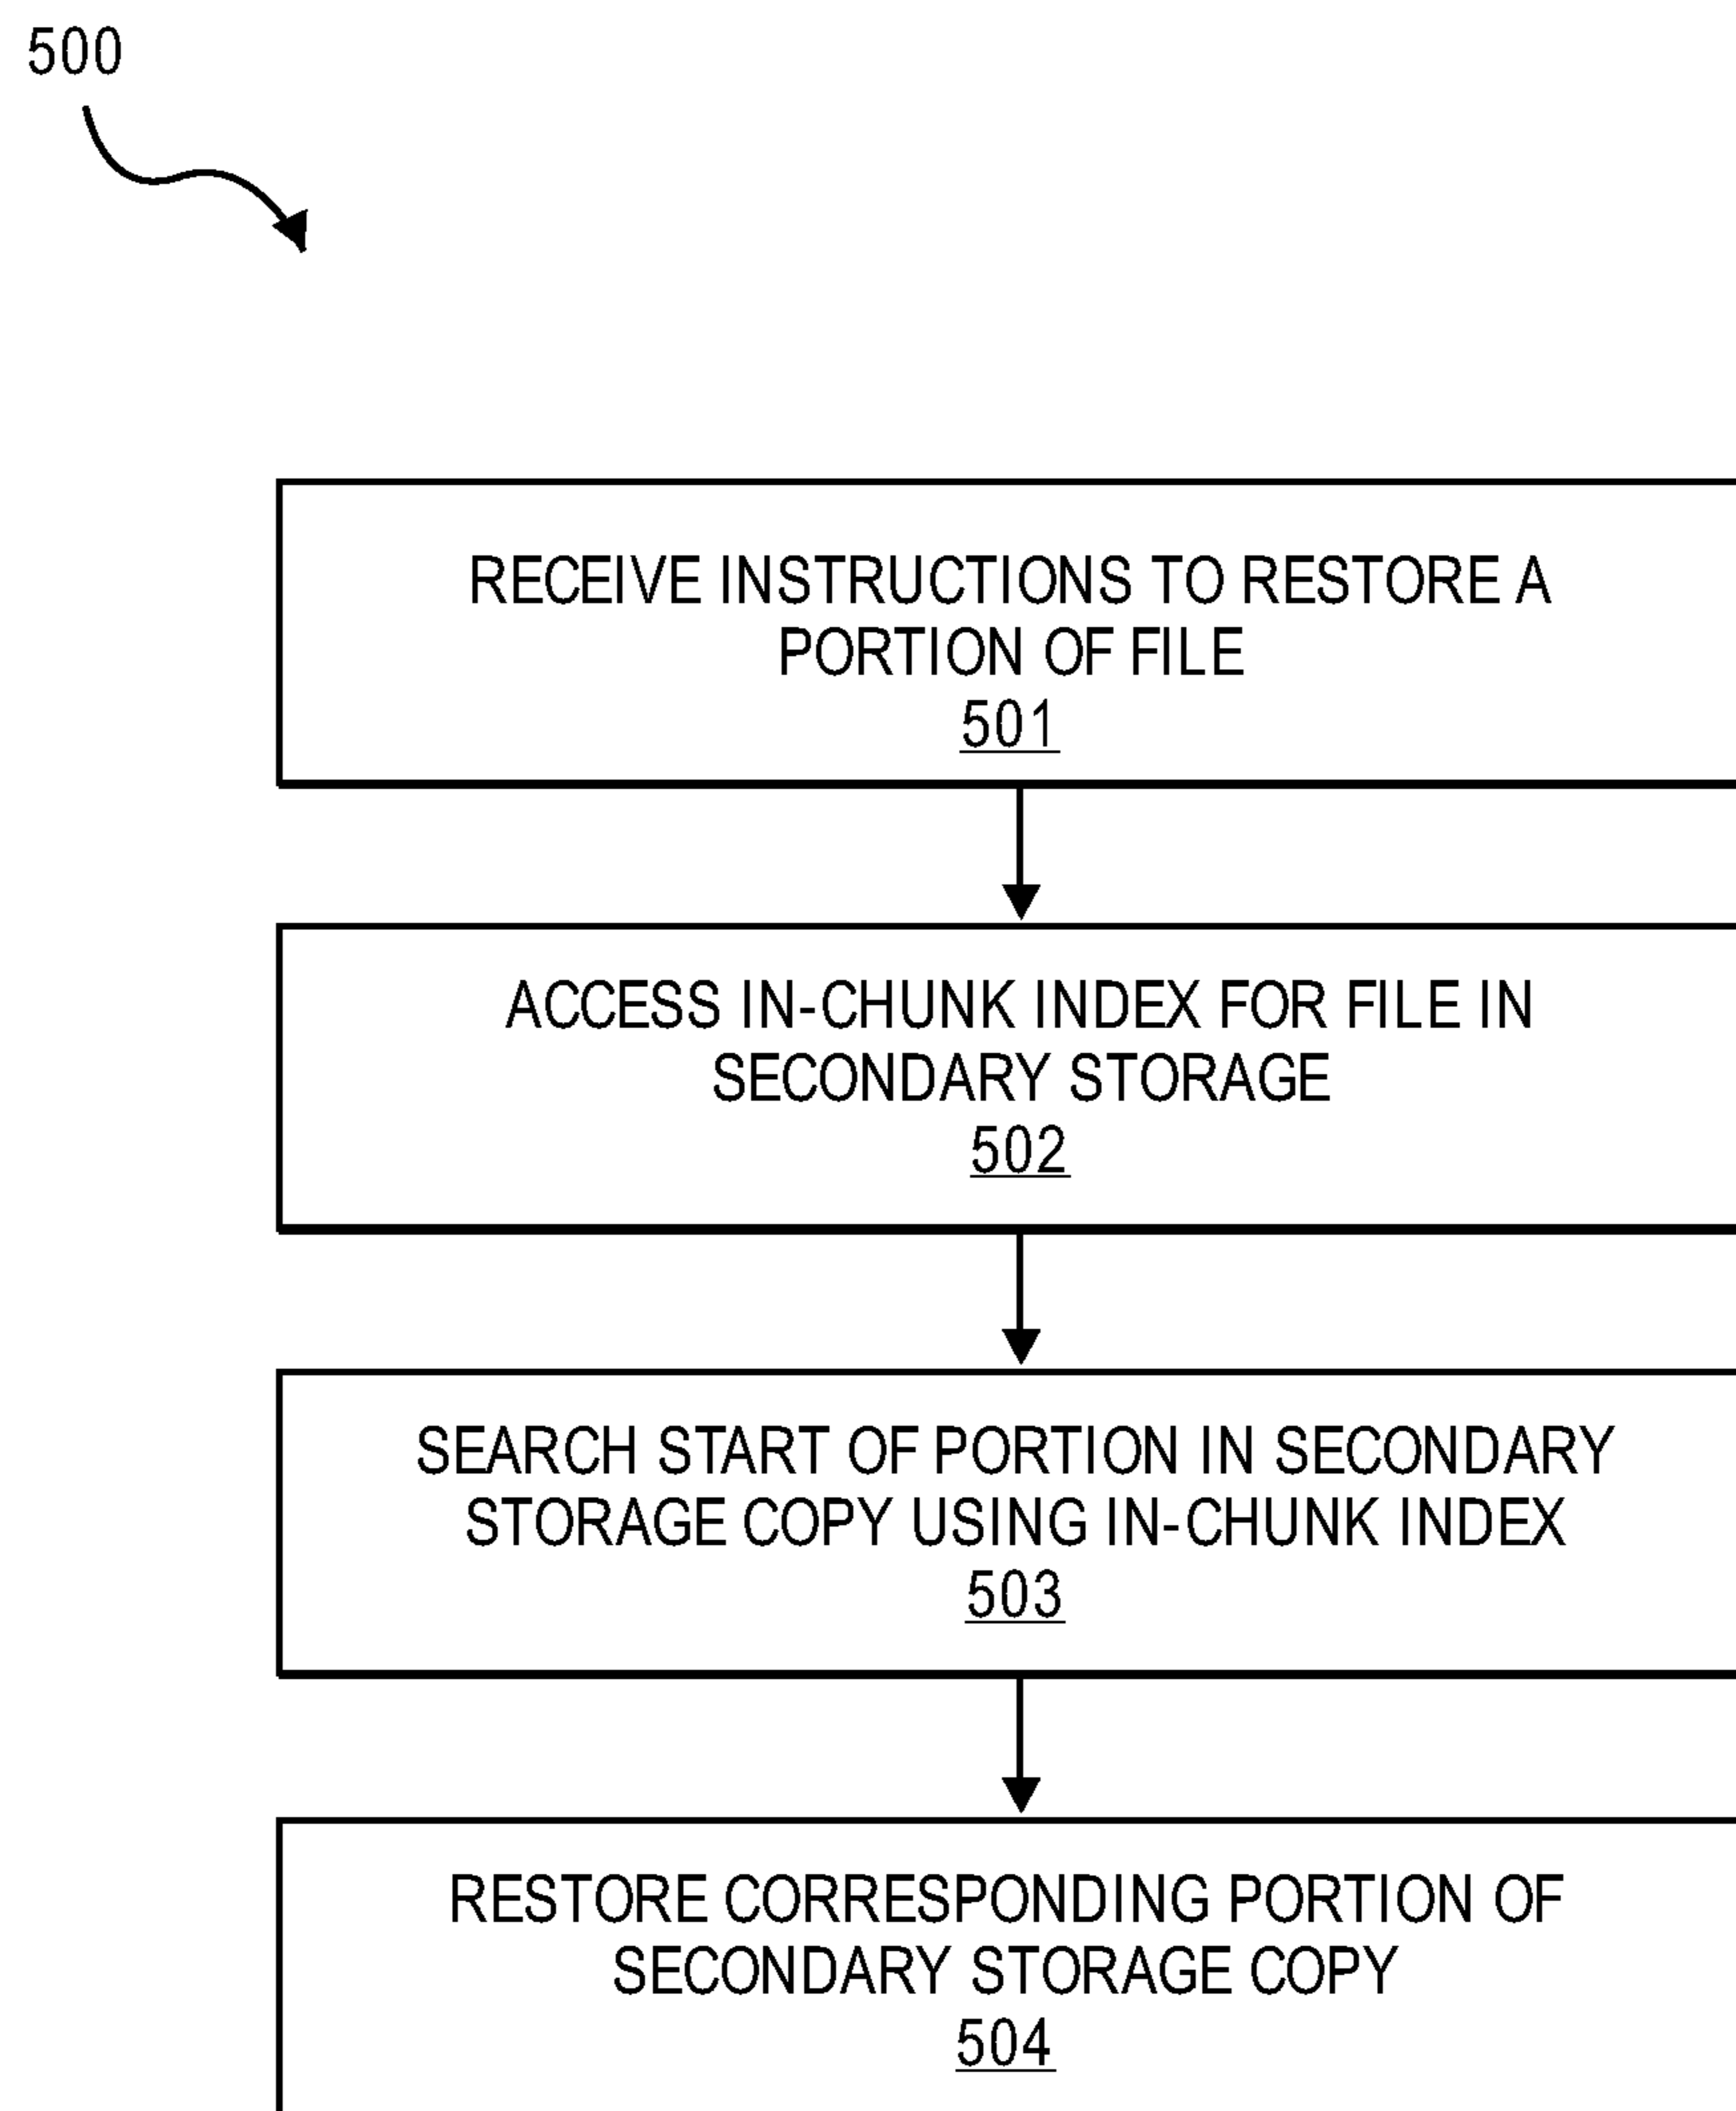 500
RECEIVE INSTRUCTIONS TO RESTORE A
PORTION OF FILE
501
ACCESS IN-CHUNK INDEX FOR FILE IN
SECONDARY STORAGE
502
SEARCH START OF PORTION IN SECONDARY
STORAGE COPY USING IN-CHUNK INDEX
503
RESTORE CORRESPONDING PORTION OF
SECONDARY STORAGE COPY
504